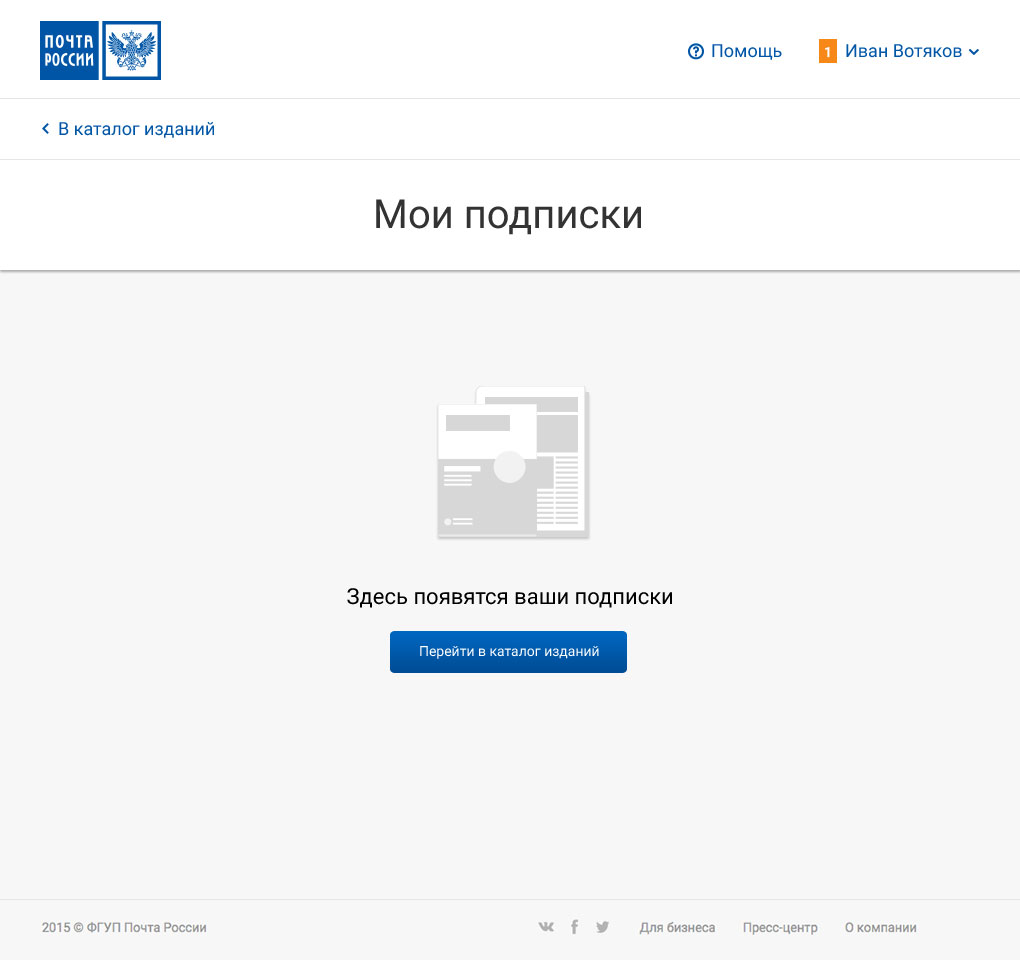 ПОЧТА
РОССИИ
Помощь
1
Иван Вотяков
В каталог изданий
Мои подписки
Здесь появятся ваши подписки
Перейти в каталог изданий
2015 © ФГУП Почта России
Для бизнеса
Пресс-центр
О компании